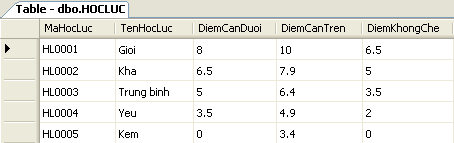 Table - dbo.HOCLUC
MaHocLuc TenHocLuc DiemCanDuoi DiemCanTren DiemKhongChe
HL0001 Gioi 8 10 6.5
HL0002 Kha 6.5 7.9 5
HL0003 Trung binh 5 6.4 3.5
HL0004 Yeu 3.5 4.9 2
HL0005 Kem 0 3.4 0